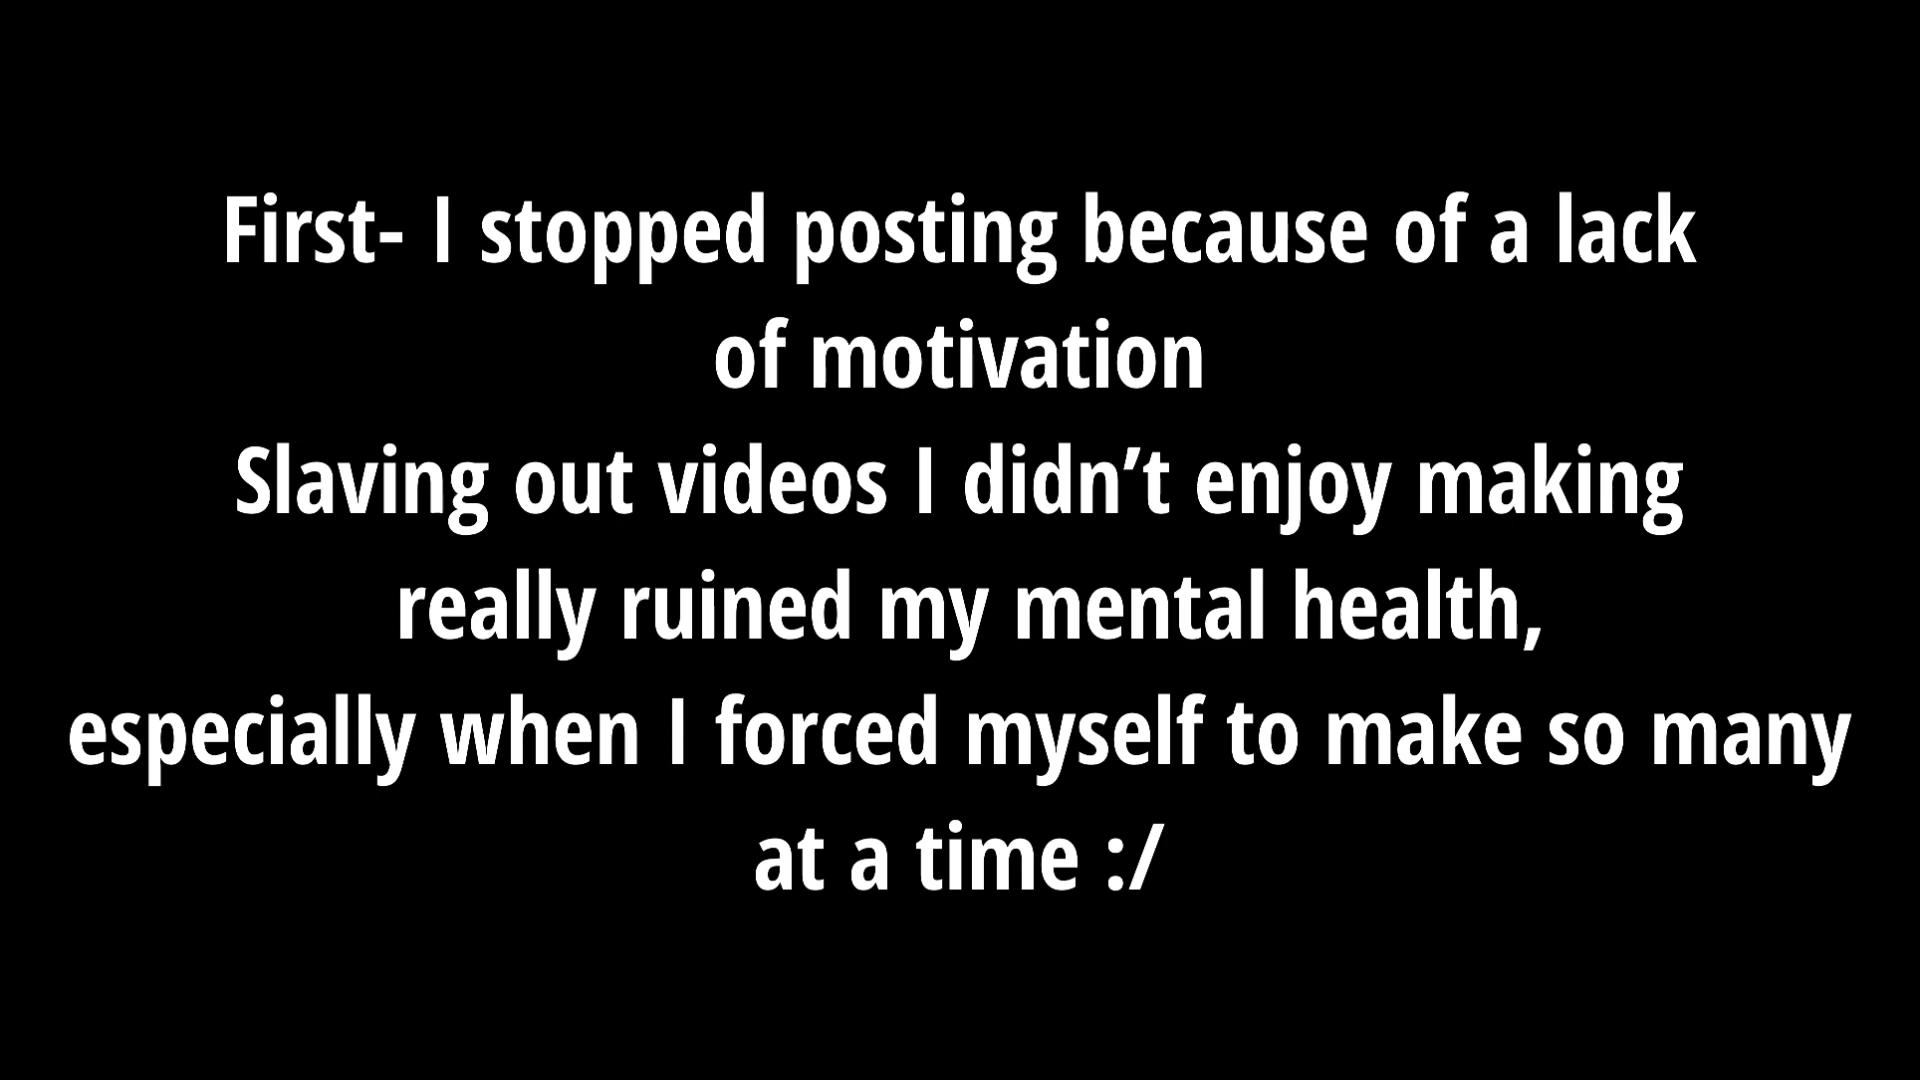 First- I stopped posting because of a lack
of motivation
Slaving out videos I didn’t enjoy making
really ruined my mental health,
especially when I forced myself to make so many
at a time :/